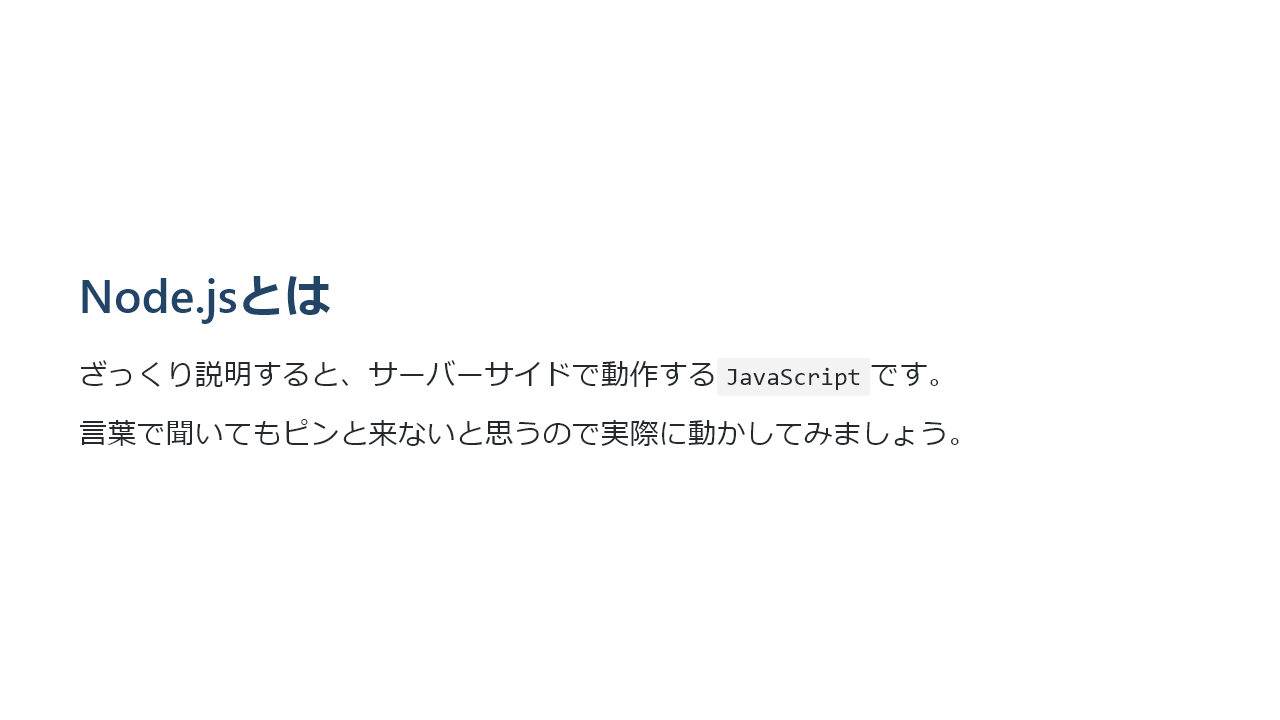 Node.jsとは
ざっくり説明すると、サーバーサイドで動作するJavaScriptです。
言葉で聞いてもピンと来ないと思うので実際に動かしてみましょう。